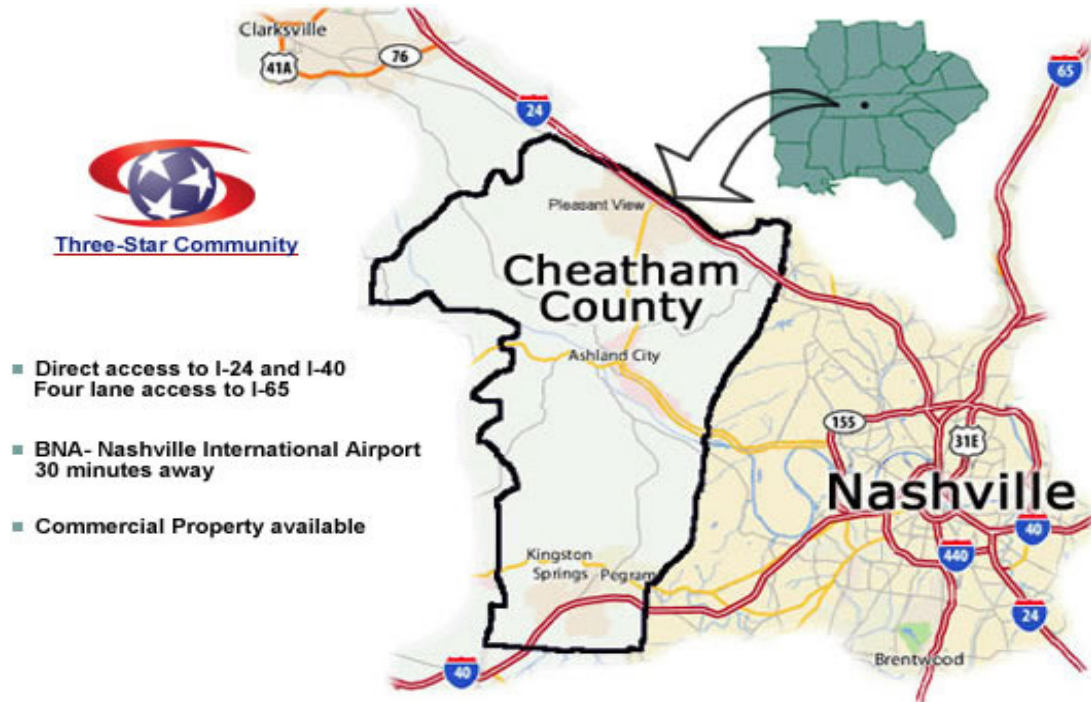 Clarksville
41A
76
24
65
Three-Star Community
Pleasant View
Cheatham
County
Ashland City
Direct access to I-24 and I-40
Four lane access to I-65
BNA- Nashville International Airport
30 minutes away
Commercial Property available
155
31E
Nashville
40
440
24
Kingston
Springs
Pegram
40
Brentwood